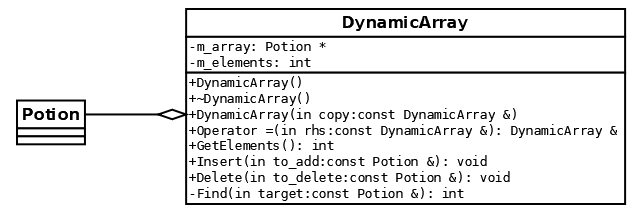 DynamicArray
-m_array: Potion *
-m_elements: int
+DynamicArray()
+~DynamicArray()
Potion
+DynamicArray(in copy:const DynamicArray &)
+Operator =(in rhs:const DynamicArray &): DynamicArray &
+GetElements(): int
+Insert(in to_add:const Potion &): void
+Delete(in to_delete:const Potion &): void
-Find(in target:const Potion &): int